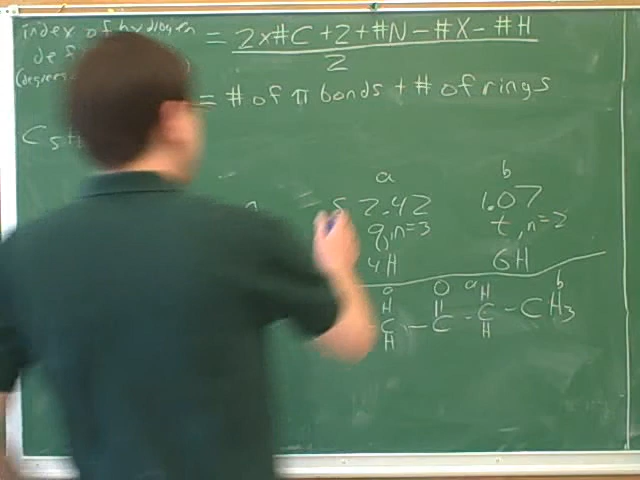 index of hydrogen = 2x#C+2+#N-#X-#H
2
= # of π bonds + # of rings
C5H
a b
δ 2.42 1.07
q,n=3 t,n=2
4H 6H
a a b
H O H
C - C - C - CH3
H H